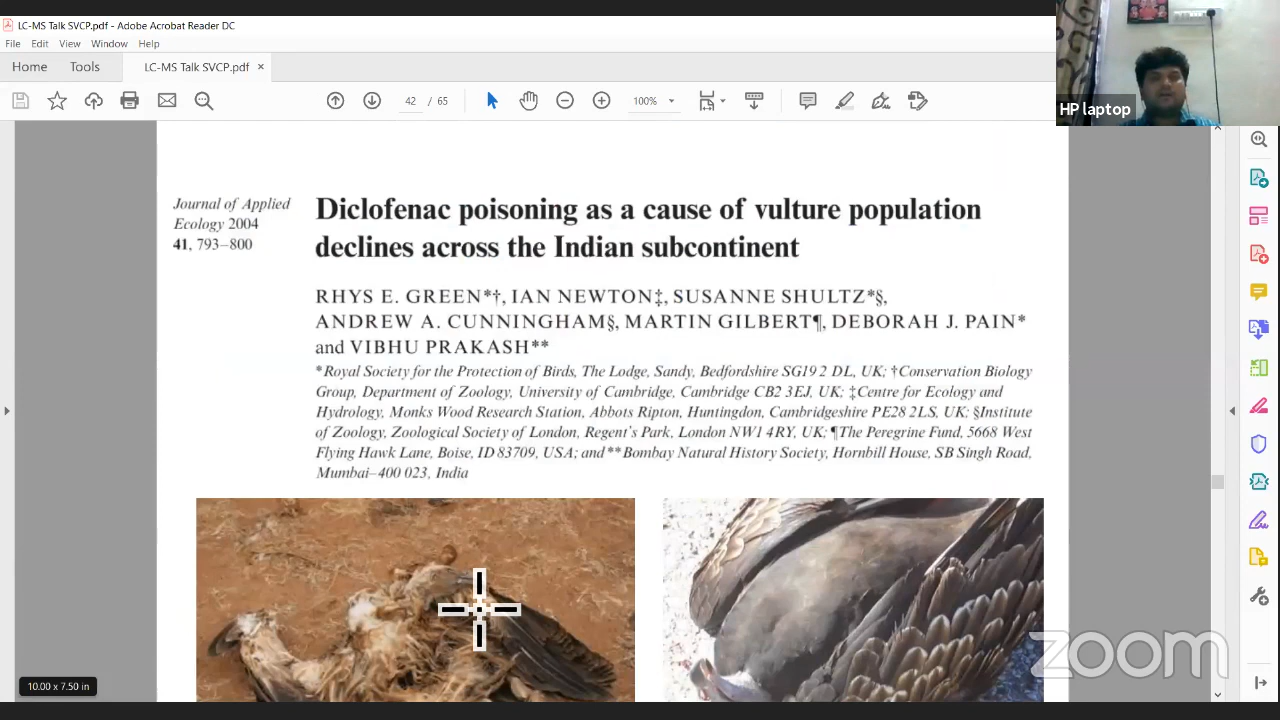 LC-MS Talk SVCP.pdf - Adobe Acrobat Reader DC
File Edit View Window Help
Home Tools LC-MS Talk SVCP.pdf ×
42 / 65 100%
HP laptop
Journal of Applied
Ecology 2004
41, 793–800
Diclofenac poisoning as a cause of vulture population
declines across the Indian subcontinent
RHYS E. GREEN*†, IAN NEWTON‡, SUSANNE SHULTZ*§,
ANDREW A. CUNNINGHAM§, MARTIN GILBERT¶, DEBORAH J. PAIN*
and VIBHU PRAKASH**
*Royal Society for the Protection of Birds, The Lodge, Sandy, Bedfordshire SG19 2 DL, UK; †Conservation Biology
Group, Department of Zoology, University of Cambridge, Cambridge CB2 3EJ, UK; ‡Centre for Ecology and
Hydrology, Monks Wood Research Station, Abbots Ripton, Huntingdon, Cambridgeshire PE28 2LS, UK; §Institute
of Zoology, Zoological Society of London, Regent's Park, London NW1 4RY, UK; ¶The Peregrine Fund, 5668 West
Flying Hawk Lane, Boise, ID 83709, USA; and **Bombay Natural History Society, Hornbill House, SB Singh Road,
Mumbai–400 023, India
zoom
10.00 x 7.50 in